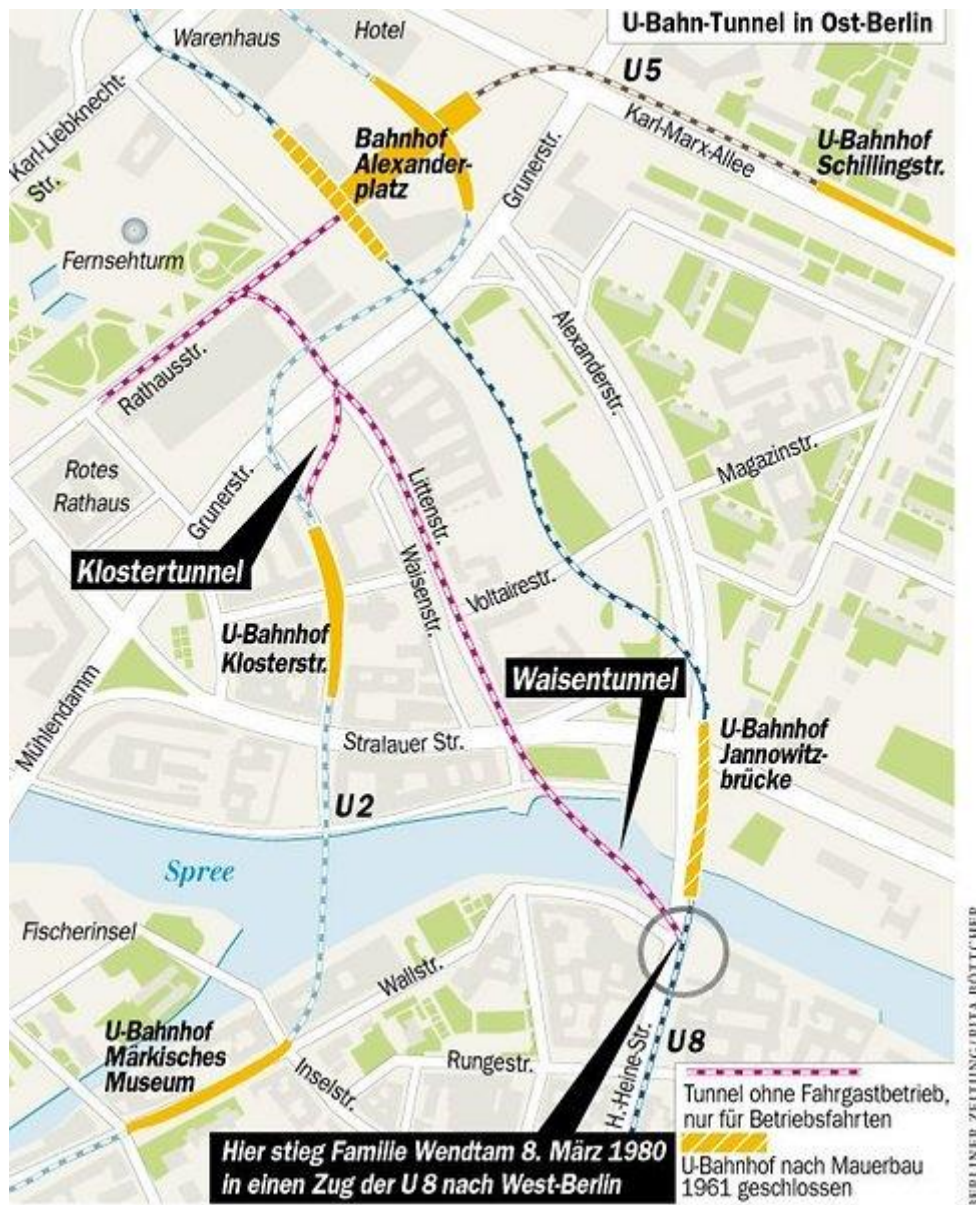 U-Bahn-Tunnel in Ost-Berlin
Warenhaus
Hotel
U5
Karl-Liebknecht-
Str.
Bahnhof
Alexander-
platz
Grunerstr.
Karl-Marx-Allee
U-Bahnhof
Schillingstr.
Fernsehturm
Rathausstr.
Alexanderstr.
Rotes
Rathaus
Grunerstr.
Littenstr.
Magazinstr.
Klostertunnel
Waisenstr.
Voltairestr.
U-Bahnhof
Klosterstr.
Waisentunnel
Mühlendamm
Stralauer Str.
U-Bahnhof
Jannowitz-
brücke
U2
Spree
Fischerinsel
Wallstr.
U-Bahnhof
Märkisches
Museum
Inselstr.
Rungestr.
H.-Heine-Str.
U8
Tunnel ohne Fahrgastbetrieb,
nur für Betriebsfahrten
U-Bahnhof nach Mauerbau
1961 geschlossen
Hier stieg Familie Wendtam 8. März 1980
in einen Zug der U 8 nach West-Berlin
BERLINER ZEITUNG/RITA BÖTTCHER